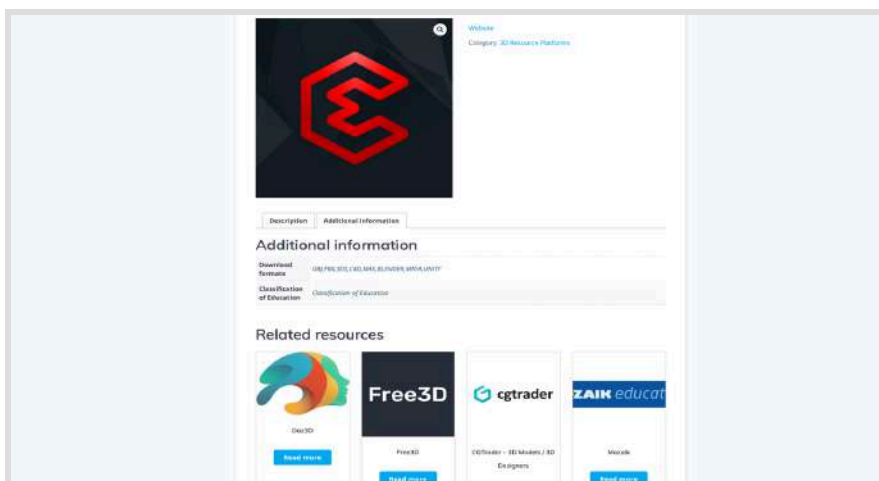 Website
Category: 3D Resource Platforms
Description
Additional information
Additional information
Download formats
OBJ, FBX, 3DS, C4D, MAX, BLENDER, MAYA, UNITY
Classification of Education
Classification of Education
Related resources
Free3D
cgtrader
ZAIK educat
Daz3D
Free3D
CGTrader - 3D Models / 3D Designers
Mozaik
Read more
Read more
Read more